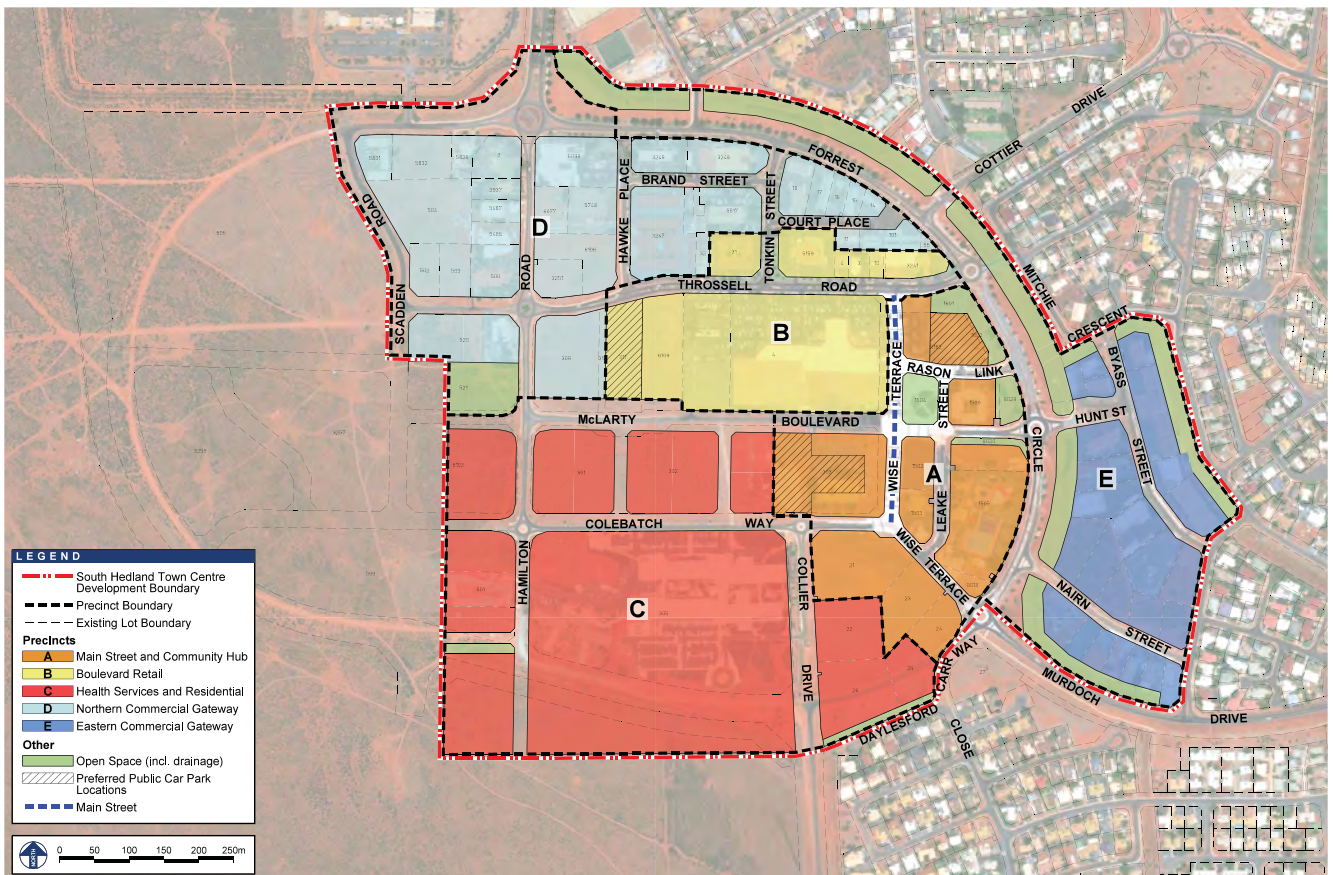 COTTIER DRIVE
FORREST
MITCHIE
CRESCENT
CIRCLE
BRAND STREET
HAWKE PLACE
TONKIN STREET
COURT PLACE
D
SCADDEN ROAD
HAMILTON ROAD
THROSSELL ROAD
B
WISE TERRACE
RASON LINK
LEAKE STREET
BYASS STREET
HUNT ST
McLARTY BOULEVARD
A
E
COLEBATCH WAY
WISE TERRACE
COLLIER DRIVE
C
NAIRN STREET
CARR WAY
MURDOCH DRIVE
DAYLESFORD CLOSE
LEGEND
South Hedland Town Centre
Development Boundary
Precinct Boundary
Existing Lot Boundary
Precincts
A Main Street and Community Hub
B Boulevard Retail
C Health Services and Residential
D Northern Commercial Gateway
E Eastern Commercial Gateway
Other
Open Space (incl. drainage)
Preferred Public Car Park
Locations
Main Street
NORTH
0 50 100 150 200 250m